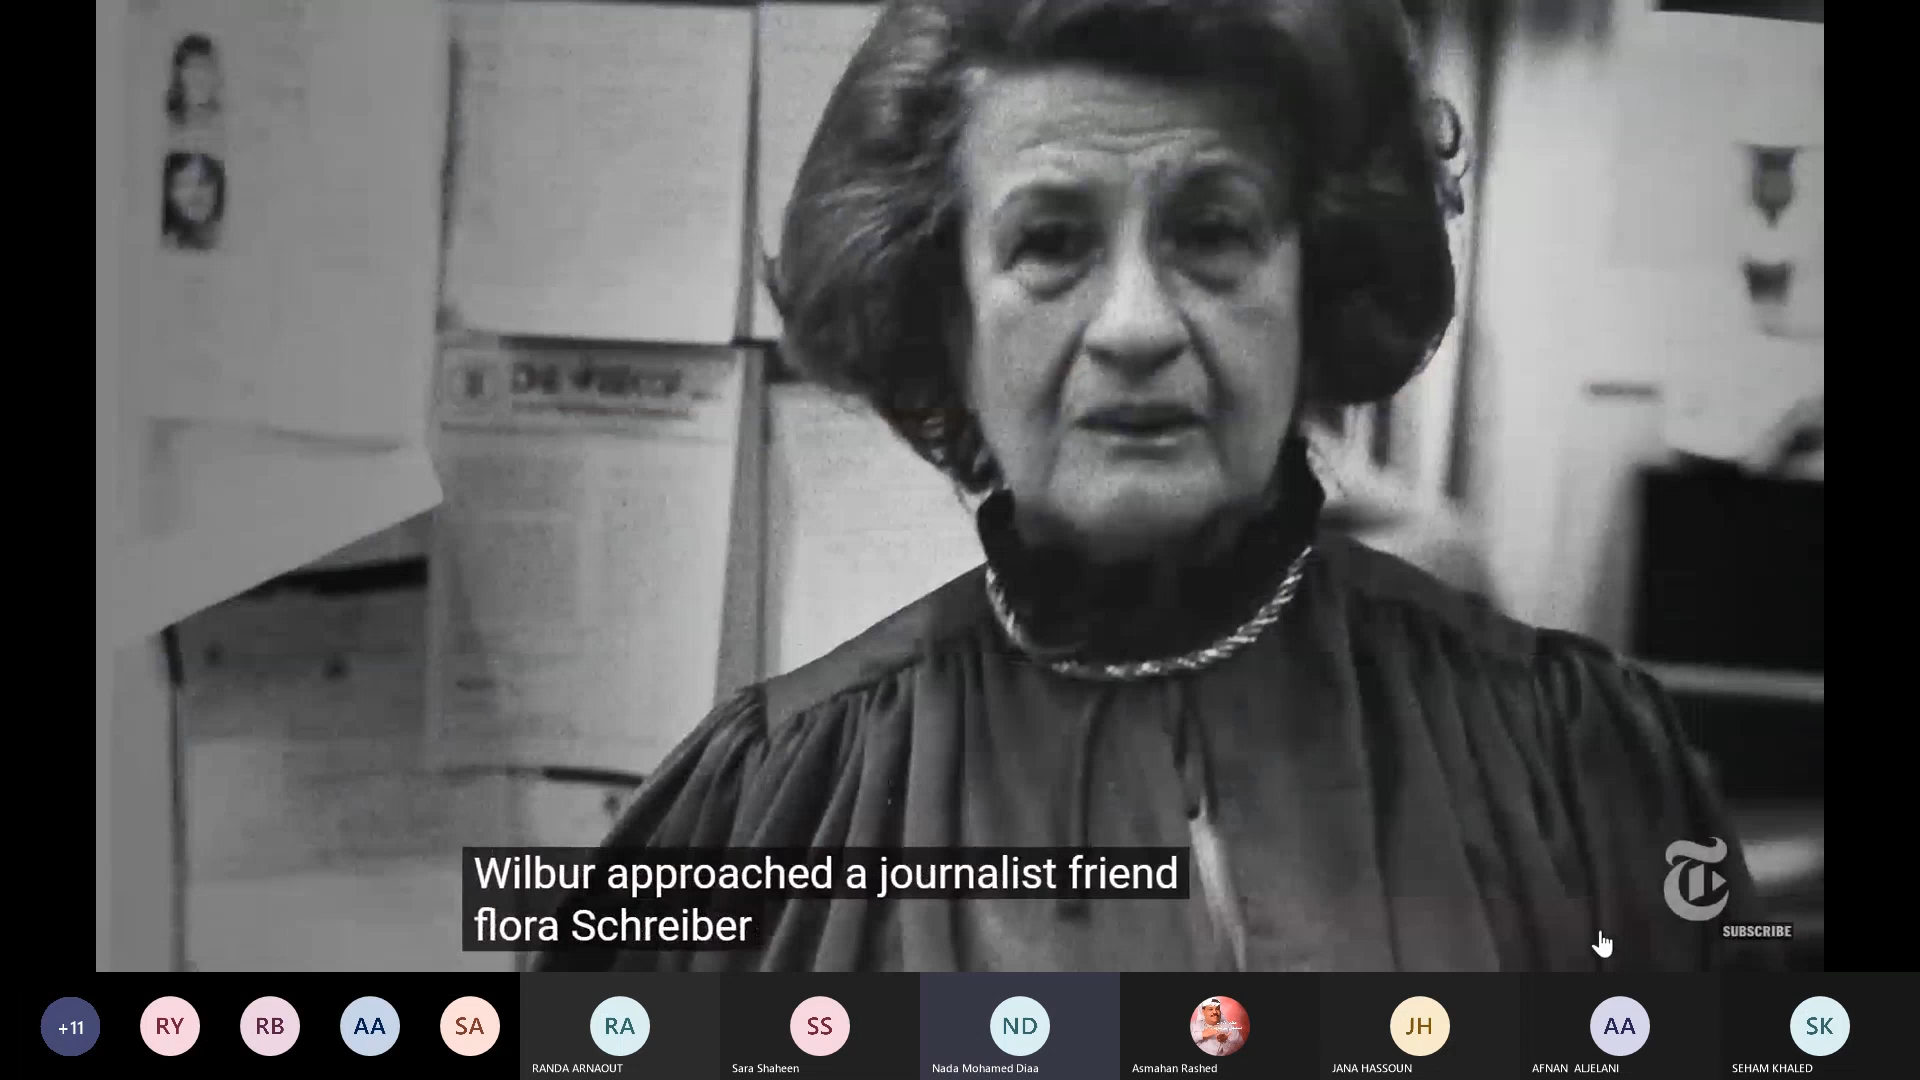 Wilbur approached a journalist friend
flora Schreiber
SUBSCRIBE
+11
RY
RB
AA
SA
RA
SS
ND
JH
AA
SK
RANDA ARNAOUT
Sara Shaheen
Nada Mohamed Diaa
Asmahan Rashed
JANA HASSOUN
AFNAN ALJELANI
SEHAM KHALED